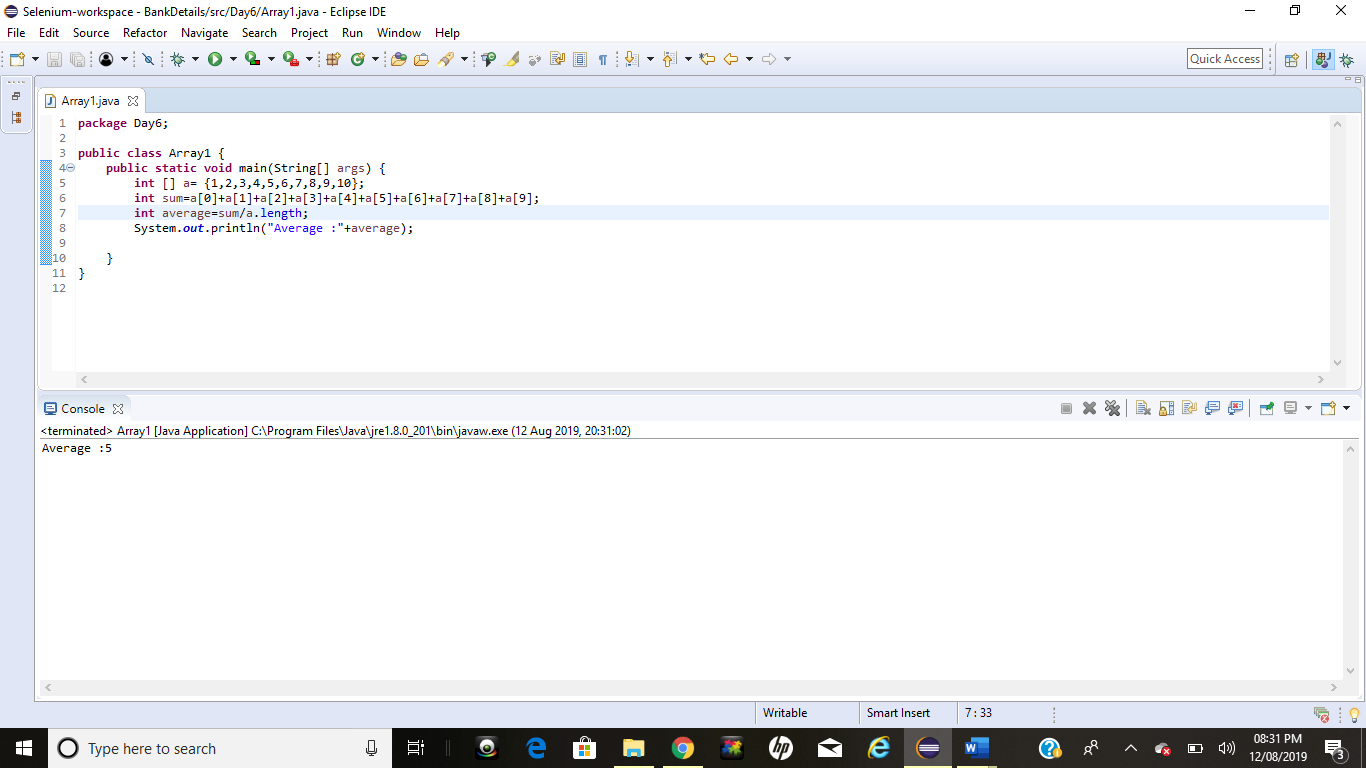 Selenium-workspace - BankDetails/src/Day6/Array1.java - Eclipse IDE
File Edit Source Refactor Navigate Search Project Run Window Help
Quick Access
Array1.java
1 package Day6;
2
3 public class Array1 {
4 public static void main(String[] args) {
5 int [] a= {1,2,3,4,5,6,7,8,9,10};
6 int sum=a[0]+a[1]+a[2]+a[3]+a[4]+a[5]+a[6]+a[7]+a[8]+a[9];
7 int average=sum/a.length;
8 System.out.println("Average :"+average);
9
10 }
11 }
12
Console
<terminated> Array1 [Java Application] C:\Program Files\Java\jre1.8.0_201\bin\javaw.exe (12 Aug 2019, 20:31:02)
Average :5
Writable Smart Insert 7 : 33
Type here to search
08:31 PM
12/08/2019
3